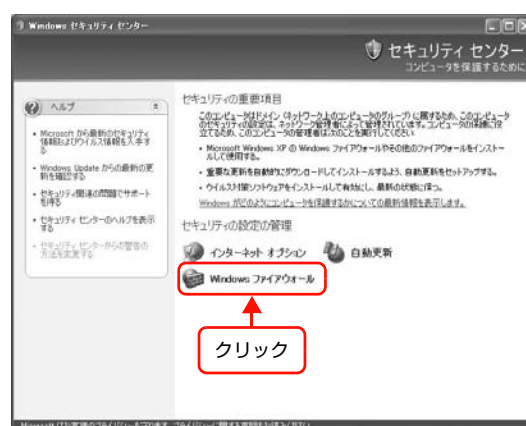 Windows セキュリティ センター
セキュリティ センター
コンピュータを保護するために
ヘルプ
• Microsoft から最新のセキュリティ
情報およびウイルス情報を入手す
る
• Windows Update からの最新の更
新を確認する
• セキュリティ関連の問題でサポート
を得る
• セキュリティ センターのヘルプを表示
する
• セキュリティ センターからの警告の
方法を変更する
セキュリティの重要項目
このコンピュータはドメイン (ネットワーク上のコンピュータのグループ) に属するため、このコンピュータ
のセキュリティの設定は、ネットワーク管理者によって管理されています。コンピュータの保護に役
立てるため、このコンピュータの管理者は次のことを実行してください:
• Microsoft Windows XP の Windows ファイアウォールやその他のファイアウォールをインストー
ルして使用する。
• 重要な更新を自動的にダウンロードしてインストールするよう、自動更新をセットアップする。
• ウイルス対策ソフトウェアをインストールして有効にし、最新の状態に保つ。
Windows がどのようにコンピュータを保護するかについての最新情報を表示します。
セキュリティの設定の管理
インターネット オプション
自動更新
Windows ファイアウォール
クリック